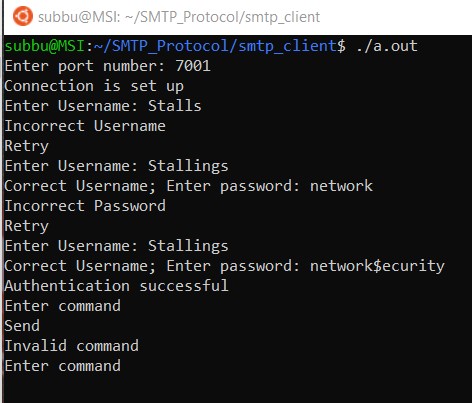 subbu@MSI: ~/SMTP_Protocol/smtp_client
subbu@MSI:~/SMTP_Protocol/smtp_client$ ./a.out
Enter port number: 7001
Connection is set up
Enter Username: Stalls
Incorrect Username
Retry
Enter Username: Stallings
Correct Username; Enter password: network
Incorrect Password
Retry
Enter Username: Stallings
Correct Username; Enter password: network$ecurity
Authentication successful
Enter command
Send
Invalid command
Enter command